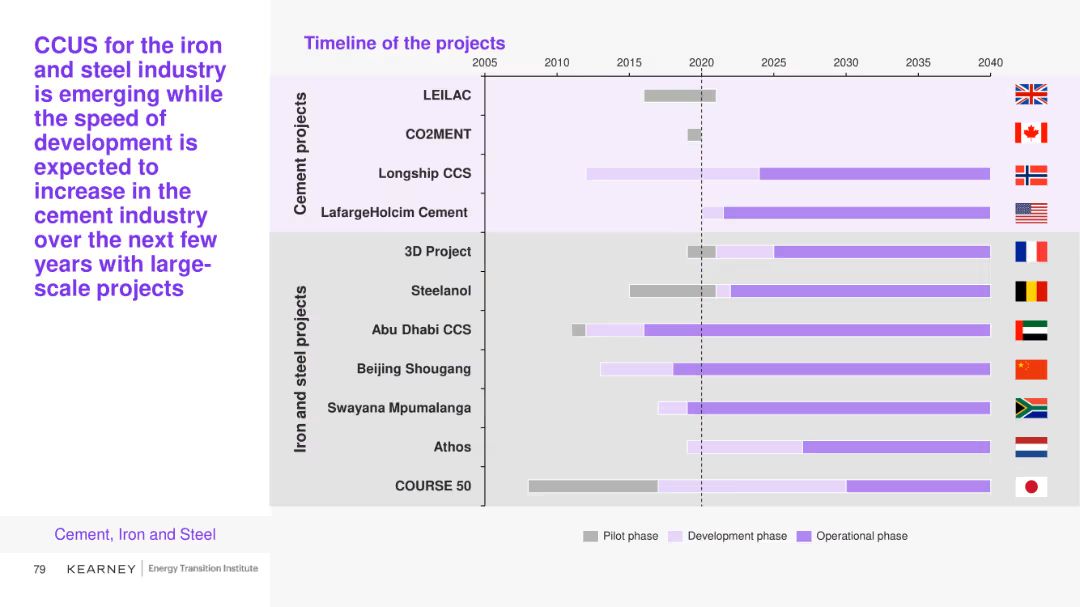 CCUS for the iron
and steel industry
is emerging while
the speed of
development is
expected to
increase in the
cement industry
over the next few
years with large-
scale projects
Timeline of the projects
2005 2010 2015 2020 2025 2030 2035 2040
Cement projects
LEILAC
CO2MENT
Longship CCS
LafargeHolcim Cement
Iron and steel projects
3D Project
Steelanol
Abu Dhabi CCS
Beijing Shougang
Swayana Mpumalanga
Athos
COURSE 50
Pilot phase Development phase Operational phase
Cement, Iron and Steel
79 KEARNEY Energy Transition Institute